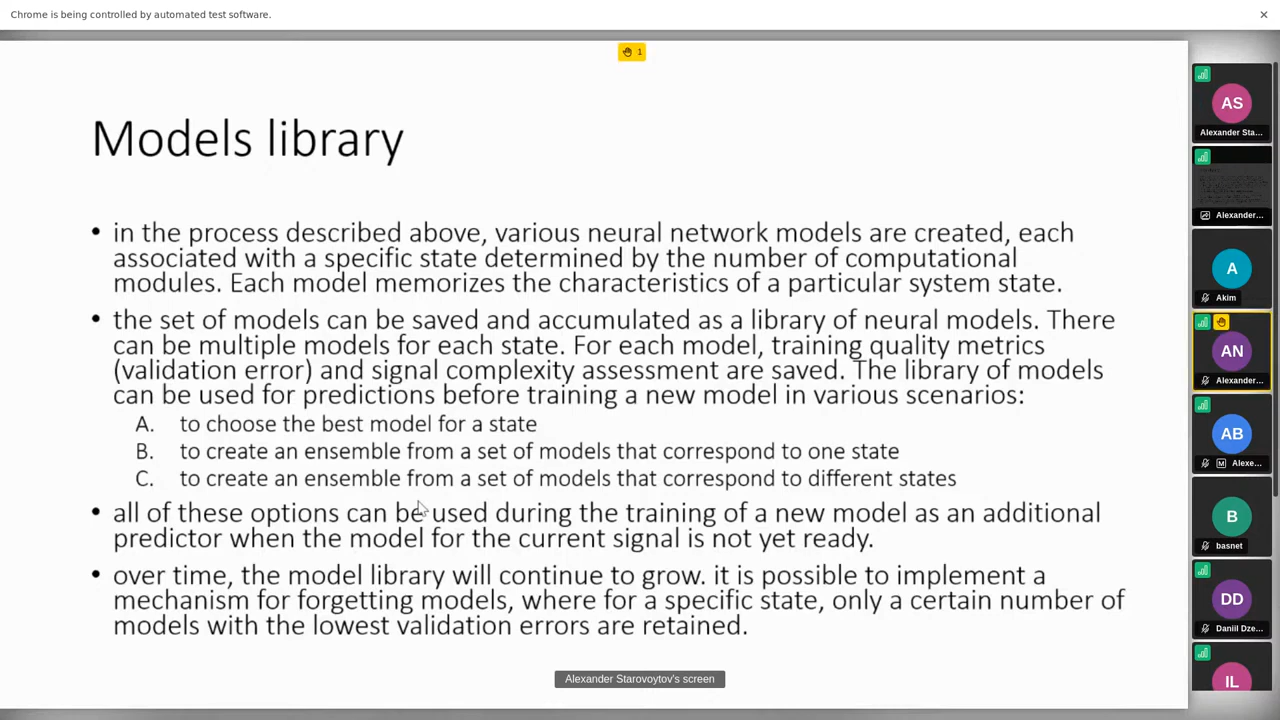 Chrome is being controlled by automated test software.
1
Models library
• in the process described above, various neural network models are created, each
associated with a specific state determined by the number of computational
modules. Each model memorizes the characteristics of a particular system state.
• the set of models can be saved and accumulated as a library of neural models. There
can be multiple models for each state. For each model, training quality metrics
(validation error) and signal complexity assessment are saved. The library of models
can be used for predictions before training a new model in various scenarios:
A. to choose the best model for a state
B. to create an ensemble from a set of models that correspond to one state
C. to create an ensemble from a set of models that correspond to different states
• all of these options can be used during the training of a new model as an additional
predictor when the model for the current signal is not yet ready.
• over time, the model library will continue to grow. it is possible to implement a
mechanism for forgetting models, where for a specific state, only a certain number of
models with the lowest validation errors are retained.
Alexander Starovoytov's screen
AS
Alexander Sta...
Alexander...
A
Akim
AN
Alexander...
AB
M Alexe...
B
basnet
DD
Daniil Dze...
IL